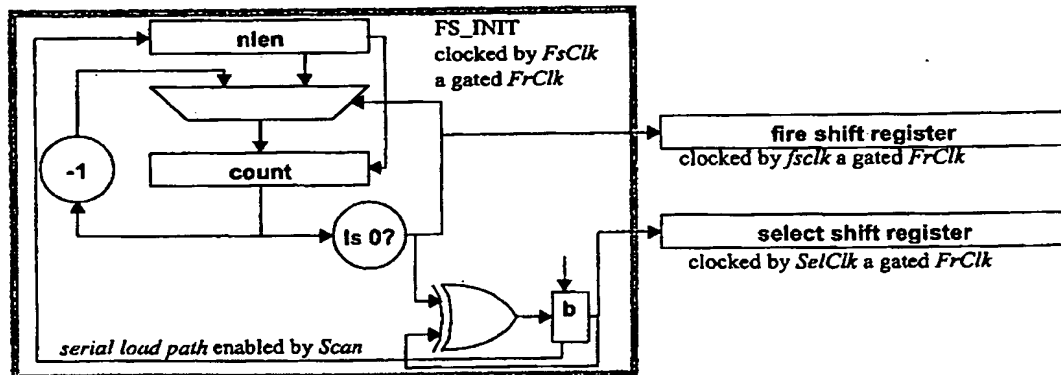 nlen
FS_INIT
clocked by FsClk
a gated FrClk
fire shift register
clocked by fsclk a gated FrClk
-1
count
Is 0?
select shift register
clocked by SelClk a gated FrClk
b
serial load path enabled by Scan